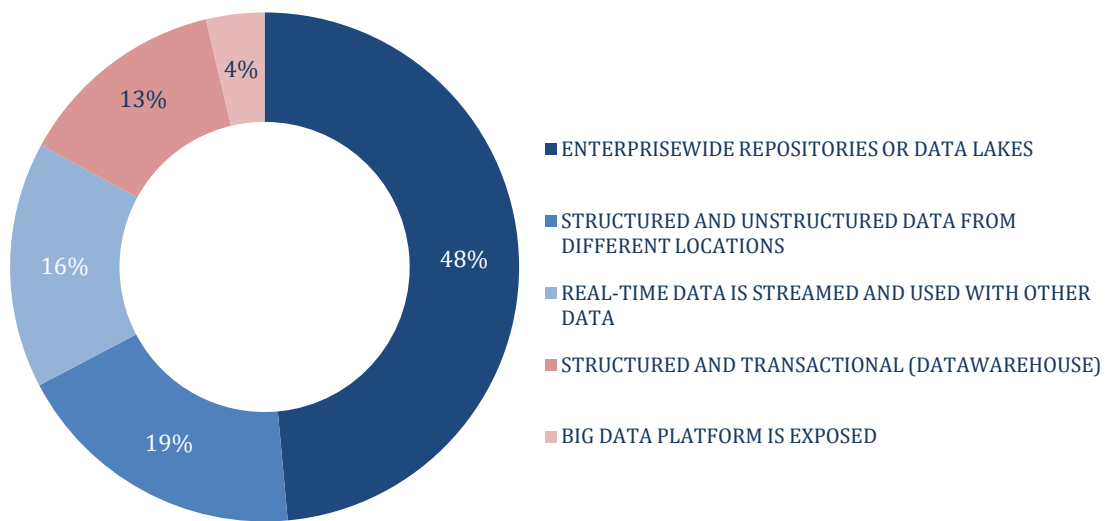 4%
13%
16%
48%
19%
ENTERPRISEWIDE REPOSITORIES OR DATA LAKES
STRUCTURED AND UNSTRUCTURED DATA FROM
DIFFERENT LOCATIONS
REAL-TIME DATA IS STREAMED AND USED WITH OTHER
DATA
STRUCTURED AND TRANSACTIONAL (DATAWAREHOUSE)
BIG DATA PLATFORM IS EXPOSED